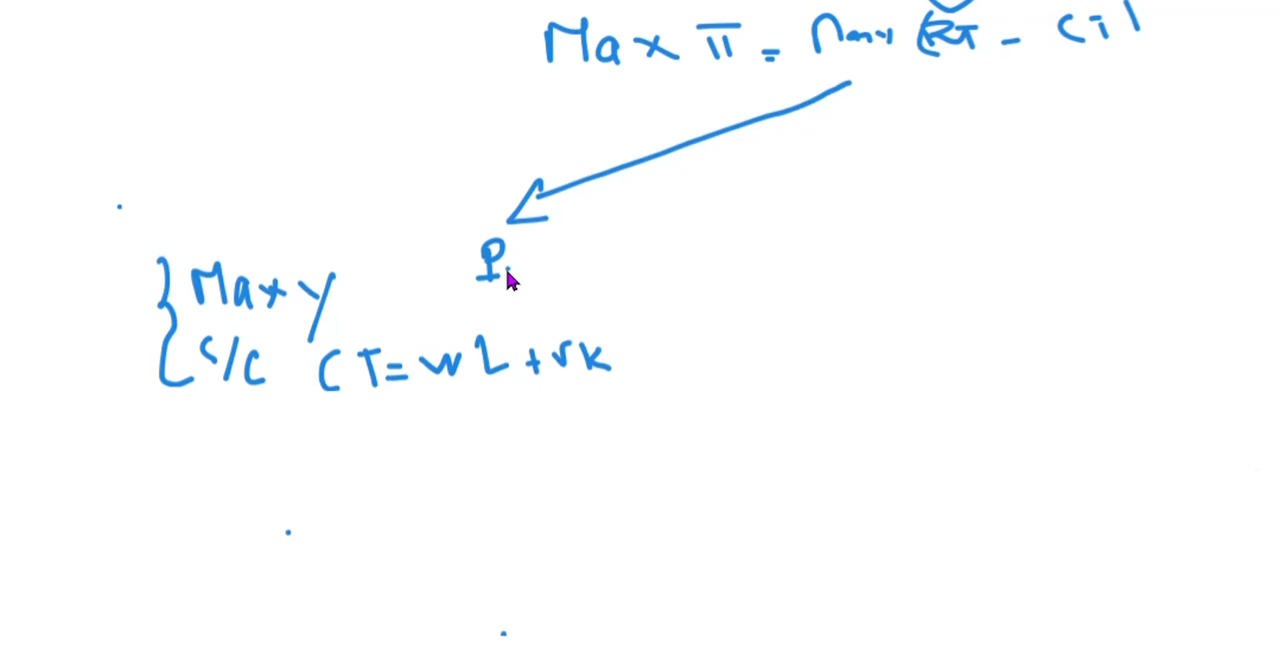 Max π = Max (RT - CT)
P.
{ Max y
S/C CT = wL + rk